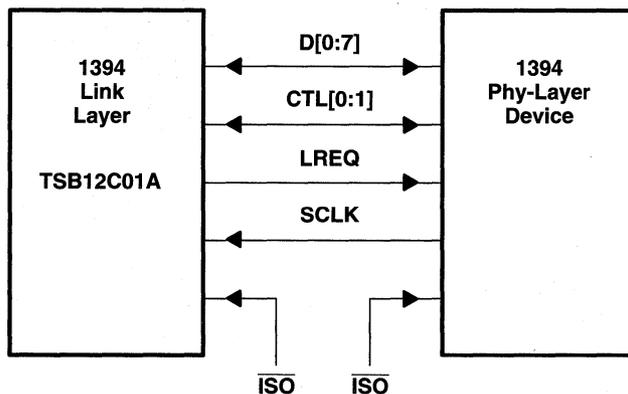 1394
Link
Layer
TSB12C01A
D[0:7]
CTL[0:1]
LREQ
SCLK
1394
Phy-Layer
Device
ISO
ISO